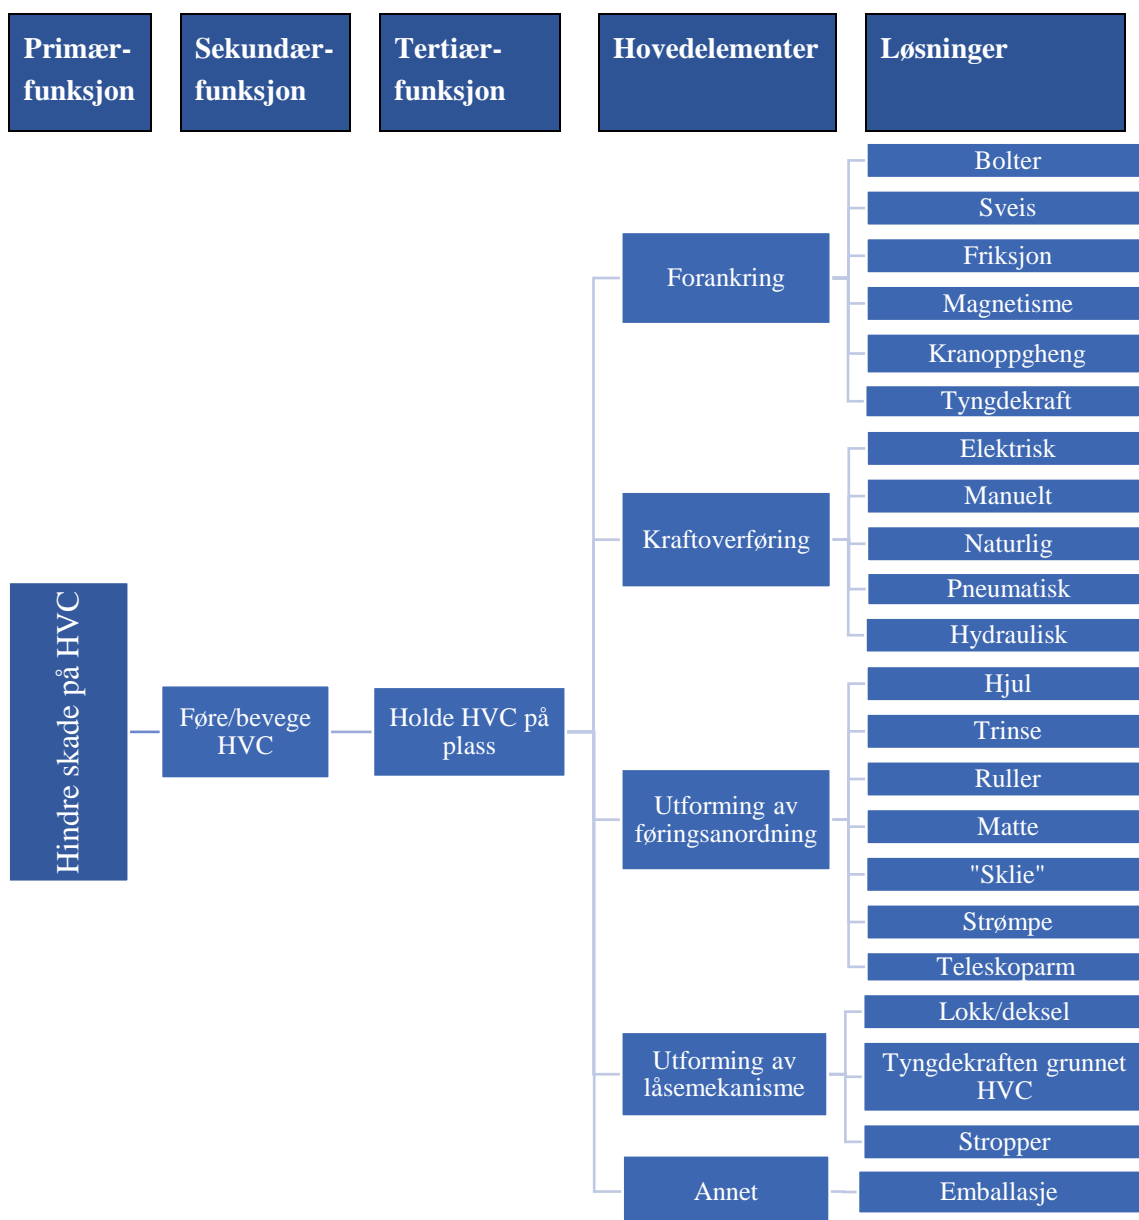 Primær-
funksjon
Sekundær-
funksjon
Tertiær-
funksjon
Hovedelementer
Løsninger
Hindre skade på HVC
Føre/bevege
HVC
Holde HVC på
plass
Forankring
Bolter
Sveis
Friksjon
Magnetisme
Kranoppgheng
Tyngdekraft
Kraftoverføring
Elektrisk
Manuelt
Naturlig
Pneumatisk
Hydraulisk
Utforming av
føringsanordning
Hjul
Trinse
Ruller
Matte
"Sklie"
Strømpe
Teleskoparm
Utforming av
låsemekanisme
Lokk/deksel
Tyngdekraften grunnet
HVC
Stropper
Annet
Emballasje